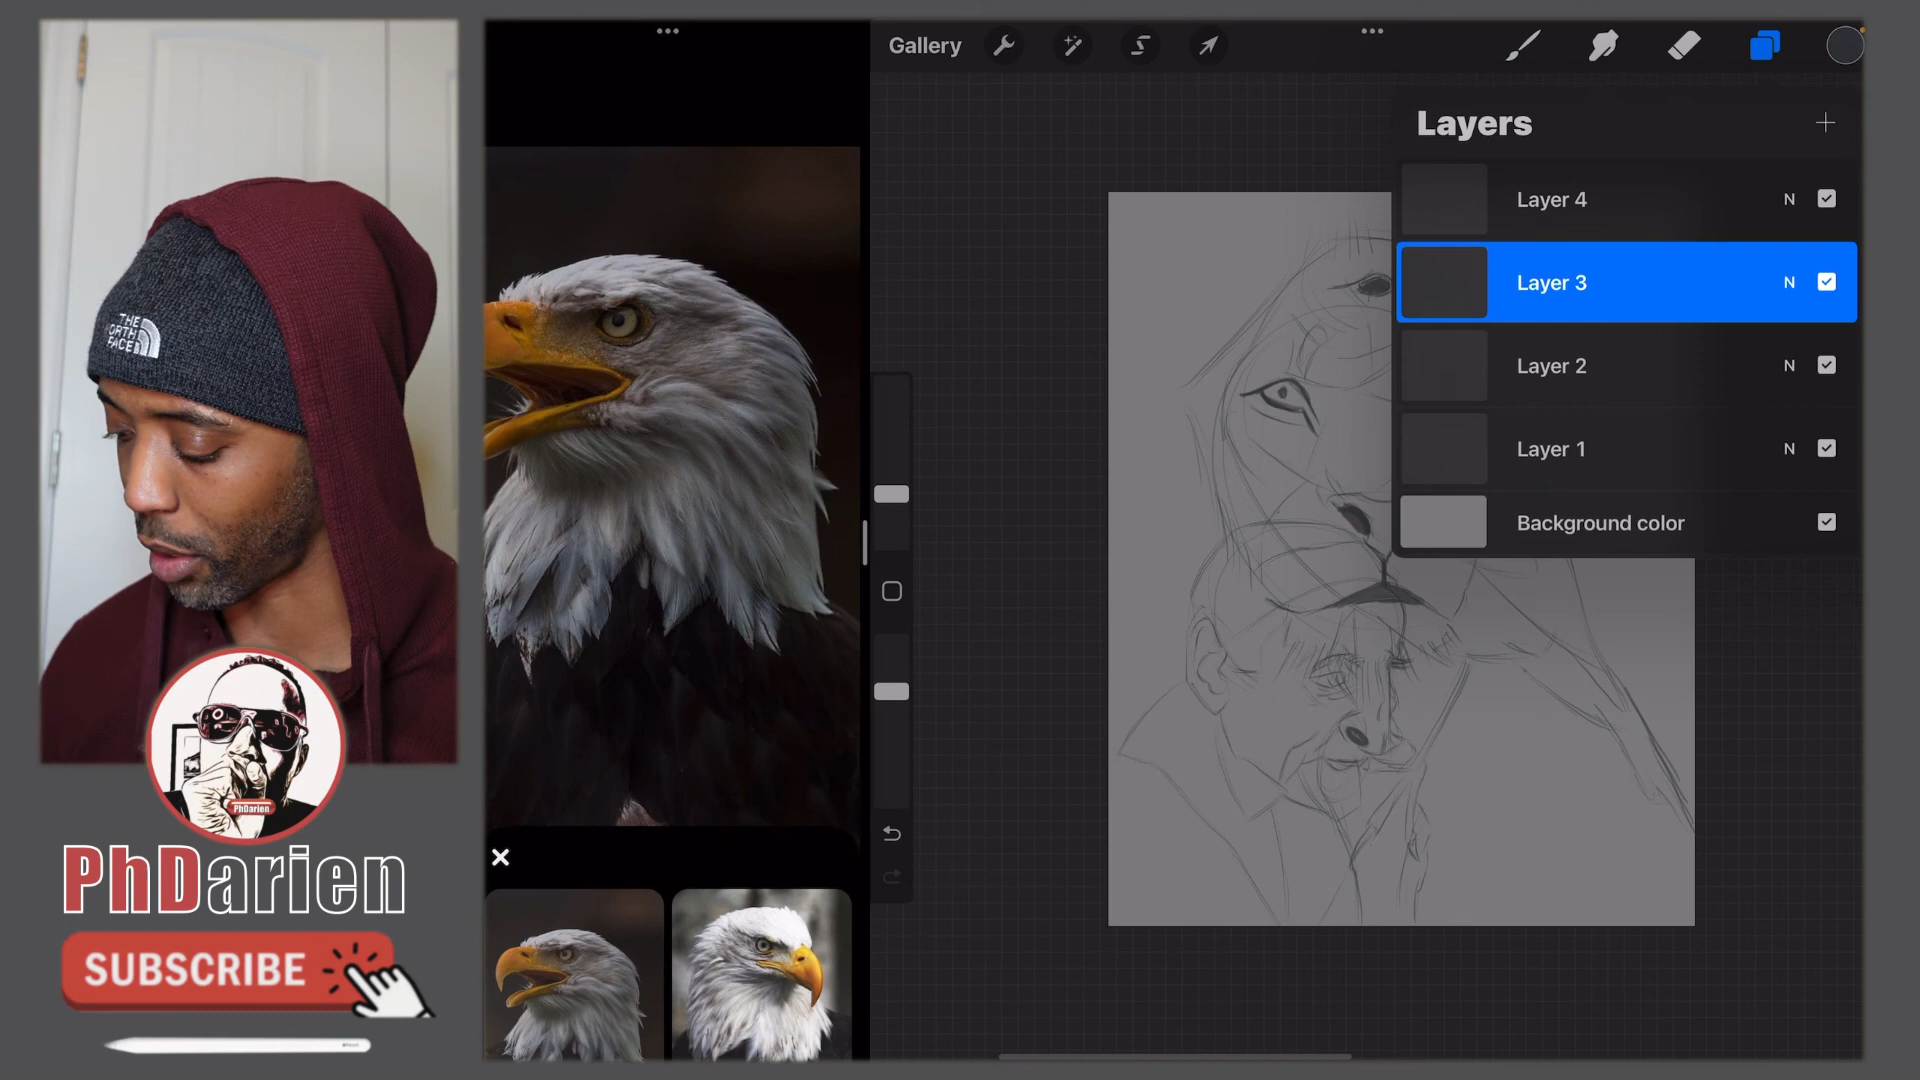 Gallery
Layers
Layer 4 N
Layer 3 N
Layer 2 N
Layer 1 N
Background color
THE
NORTH
FACE
PhDarien
PhDarien
SUBSCRIBE